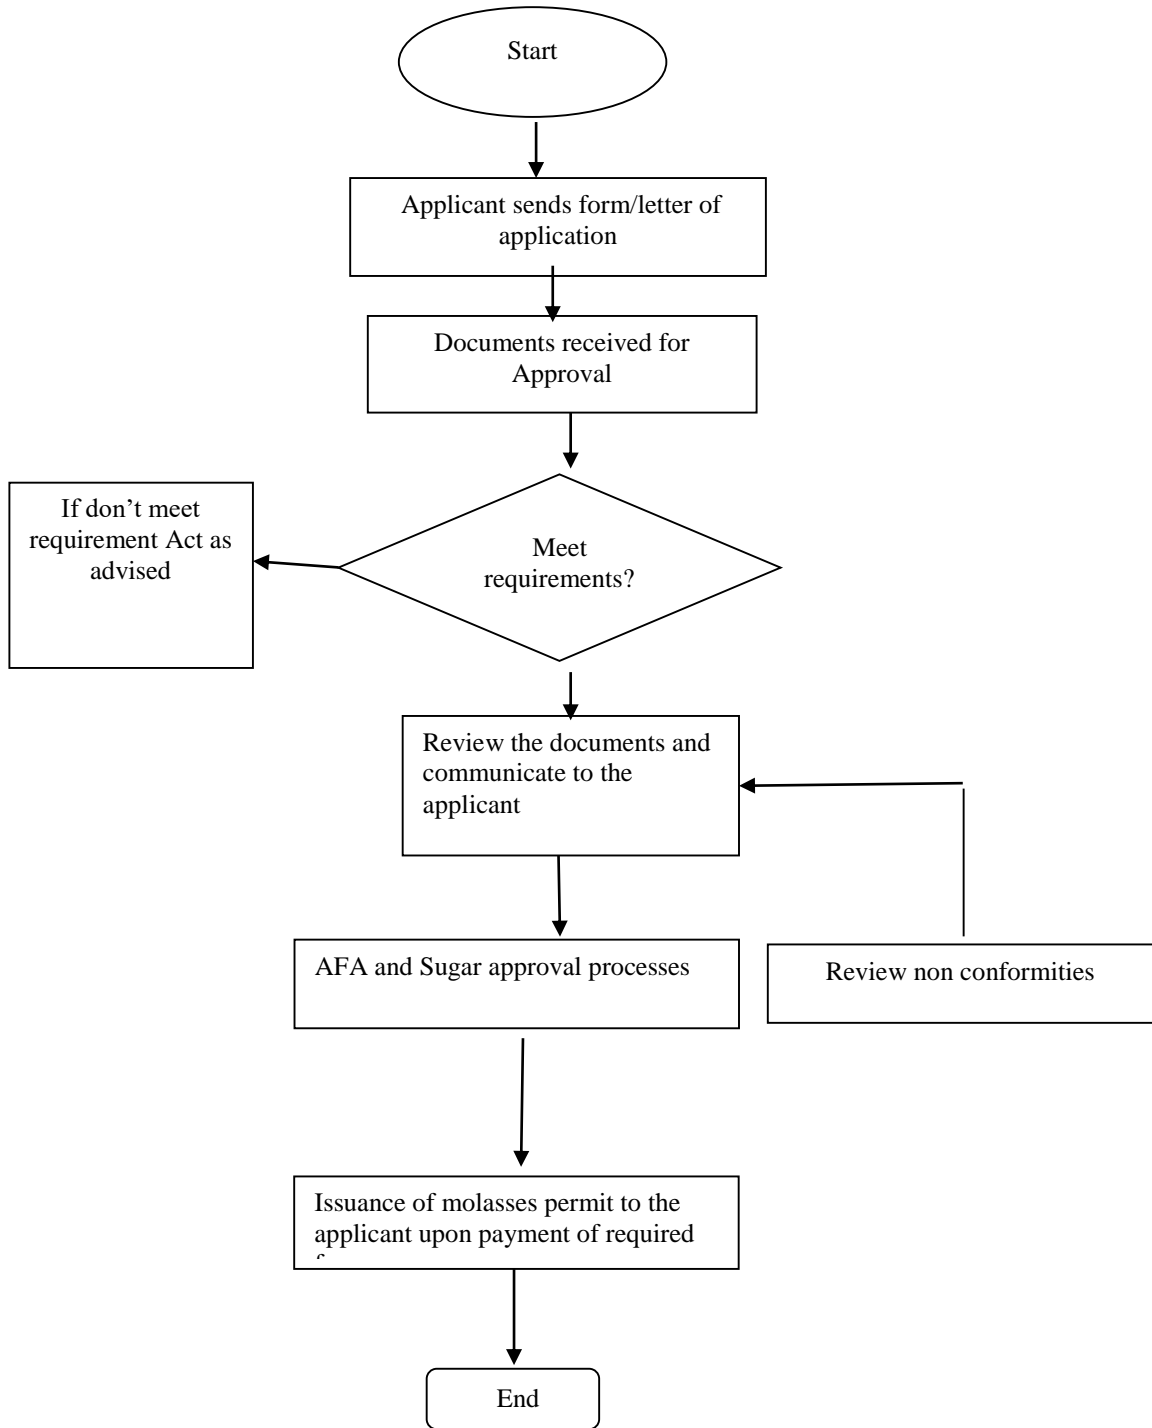 Start
Applicant sends form/letter of
application
Documents received for
Approval
If don’t meet
requirement Act as
advised
Meet
requirements?
Review the documents and
communicate to the
applicant
AFA and Sugar approval processes
Review non conformities
Issuance of molasses permit to the
applicant upon payment of required
End